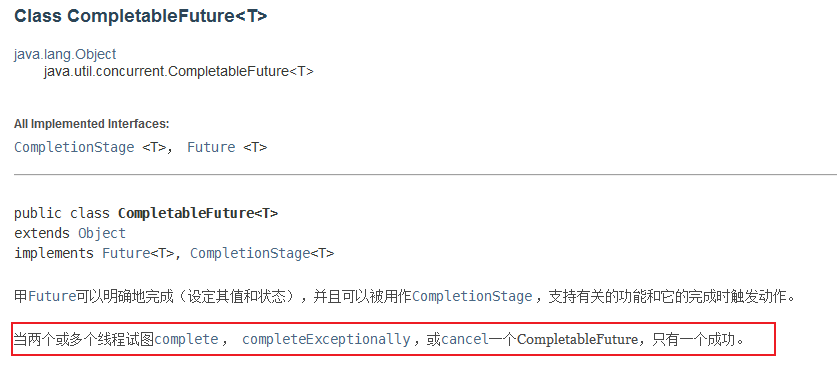 Class CompletableFuture<T>
java.lang.Object
java.util.concurrent.CompletableFuture<T>
All Implemented Interfaces:
CompletionStage <T>， Future <T>
public class CompletableFuture<T>
extends Object
implements Future<T>, CompletionStage<T>
甲Future可以明确地完成（设定其值和状态），并且可以被用作CompletionStage，支持有关的功能和它的完成时触发动作。
当两个或多个线程试图complete， completeExceptionally，或cancel一个CompletableFuture，只有一个成功。